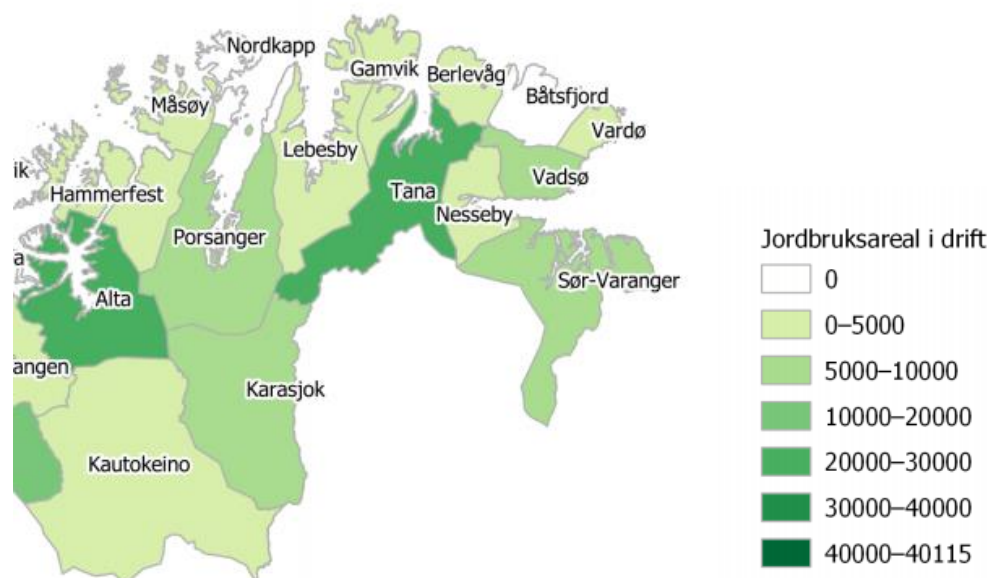 Nordkapp
Gamvik
Berlevåg
Båtsfjord
Måsøy
Vardø
Lebesby
ik
Vadsø
Hammerfest
Tana
Nesseby
Porsanger
a
Sør-Varanger
Alta
angen
Karasjok
Kautokeino
Jordbruksareal i drift
0
0–5000
5000–10000
10000–20000
20000–30000
30000–40000
40000–40115